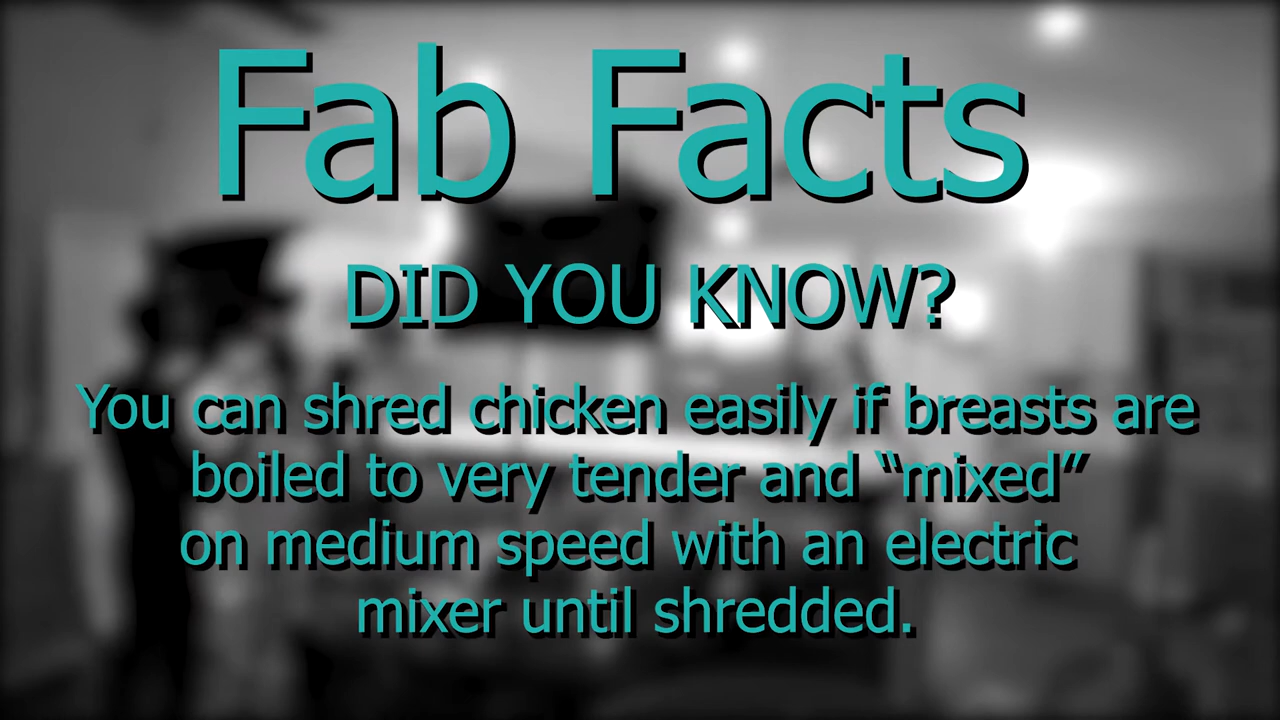 Fab Facts
DID YOU KNOW?
You can shred chicken easily if breasts are
boiled to very tender and “mixed”
on medium speed with an electric
mixer until shredded.